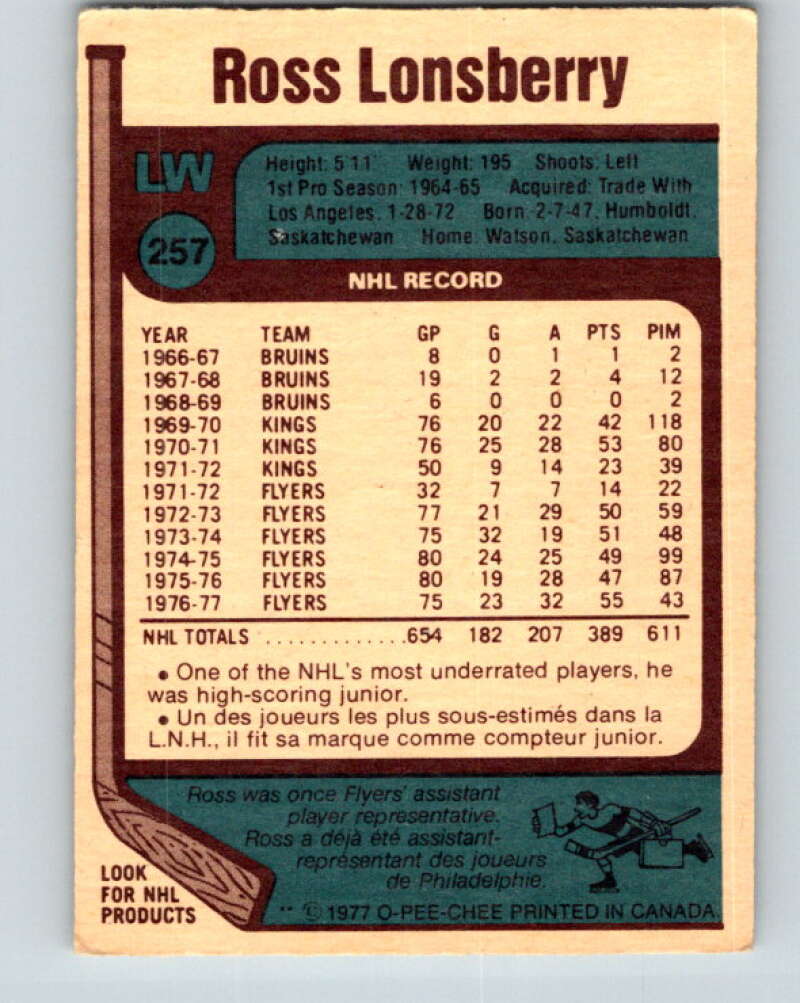 Ross Lonsberry
LW
Height: 5'11" Weight: 195 Shoots: Left
1st Pro Season: 1964-65 Acquired: Trade With
Los Angeles, 1-28-72 Born: 2-7-47, Humboldt,
Saskatchewan Home: Watson, Saskatchewan
257
NHL RECORD
YEAR TEAM GP G A PTS PIM
1966-67 BRUINS 8 0 1 1 2
1967-68 BRUINS 19 2 2 4 12
1968-69 BRUINS 6 0 0 0 2
1969-70 KINGS 76 20 22 42 118
1970-71 KINGS 76 25 28 53 80
1971-72 KINGS 50 9 14 23 39
1971-72 FLYERS 32 7 7 14 22
1972-73 FLYERS 77 21 29 50 59
1973-74 FLYERS 75 32 19 51 48
1974-75 FLYERS 80 24 25 49 99
1975-76 FLYERS 80 19 28 47 87
1976-77 FLYERS 75 23 32 55 43
NHL TOTALS ..............654 182 207 389 611
• One of the NHL's most underrated players, he
was high-scoring junior.
• Un des joueurs les plus sous-estimés dans la
L.N.H., il fit sa marque comme compteur junior.
Ross was once Flyers' assistant
player representative.
Ross a déjà été assistant-
représentant des joueurs
de Philadelphie.
LOOK
FOR NHL
PRODUCTS
** © 1977 O-PEE-CHEE PRINTED IN CANADA.